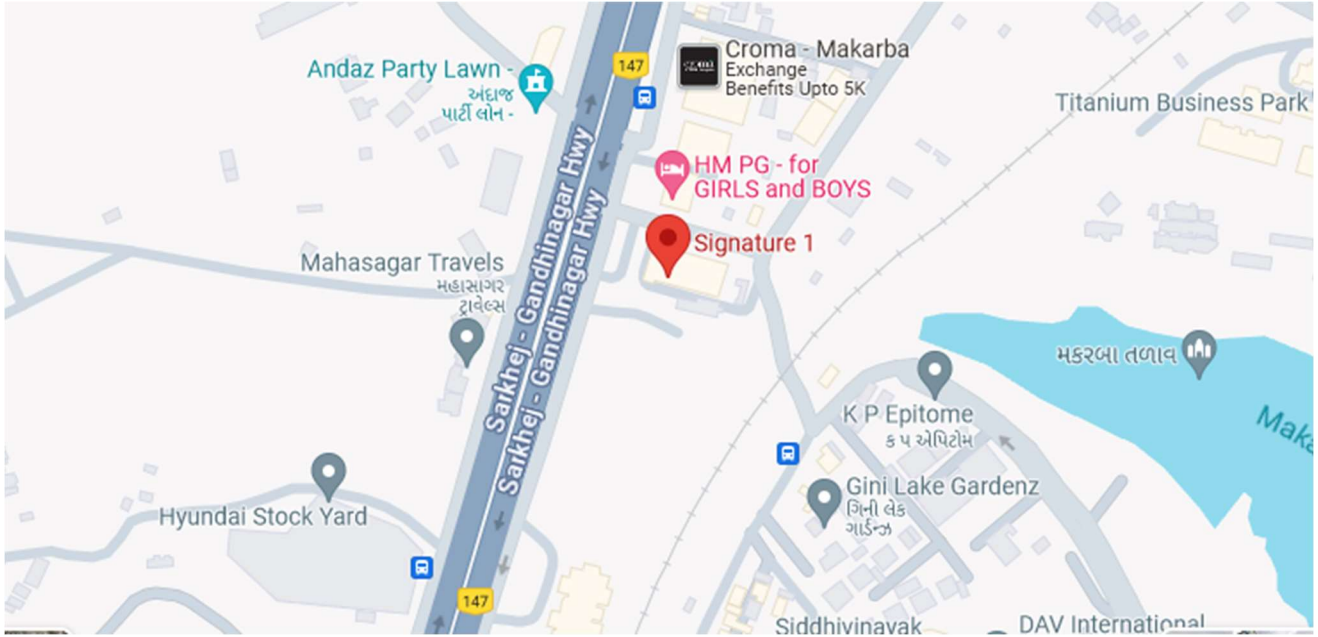 147
Croma - Makarba
Exchange
Benefits Upto 5K
croma
Andaz Party Lawn -
અંદાજ
પાર્ટી લોન -
Titanium Business Park
HM PG - for
GIRLS and BOYS
Signature 1
Sarkhej - Gandhinagar Hwy
Sarkhej - Gandhinagar Hwy
Mahasagar Travels
મહાસાગર
ટ્રાવેલ્સ
મકરબા તળાવ
K P Epitome
ક પ એપિટોમ
Maka
Gini Lake Gardenz
ગિની લેક
ગાર્ડન્ઝ
Hyundai Stock Yard
147
Siddhivinayak
DAV International